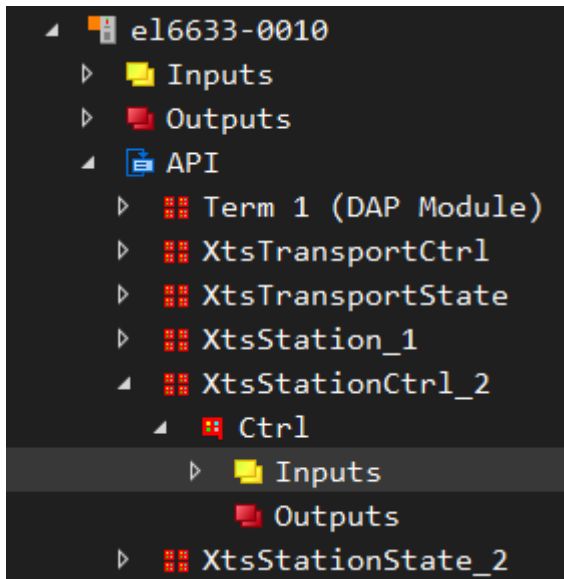 el6633-0010
Inputs
Outputs
API
Term 1 (DAP Module)
XtsTransportCtrl
XtsTransportState
XtsStation_1
XtsStationCtrl_2
Ctrl
Inputs
Outputs
XtsStationState_2